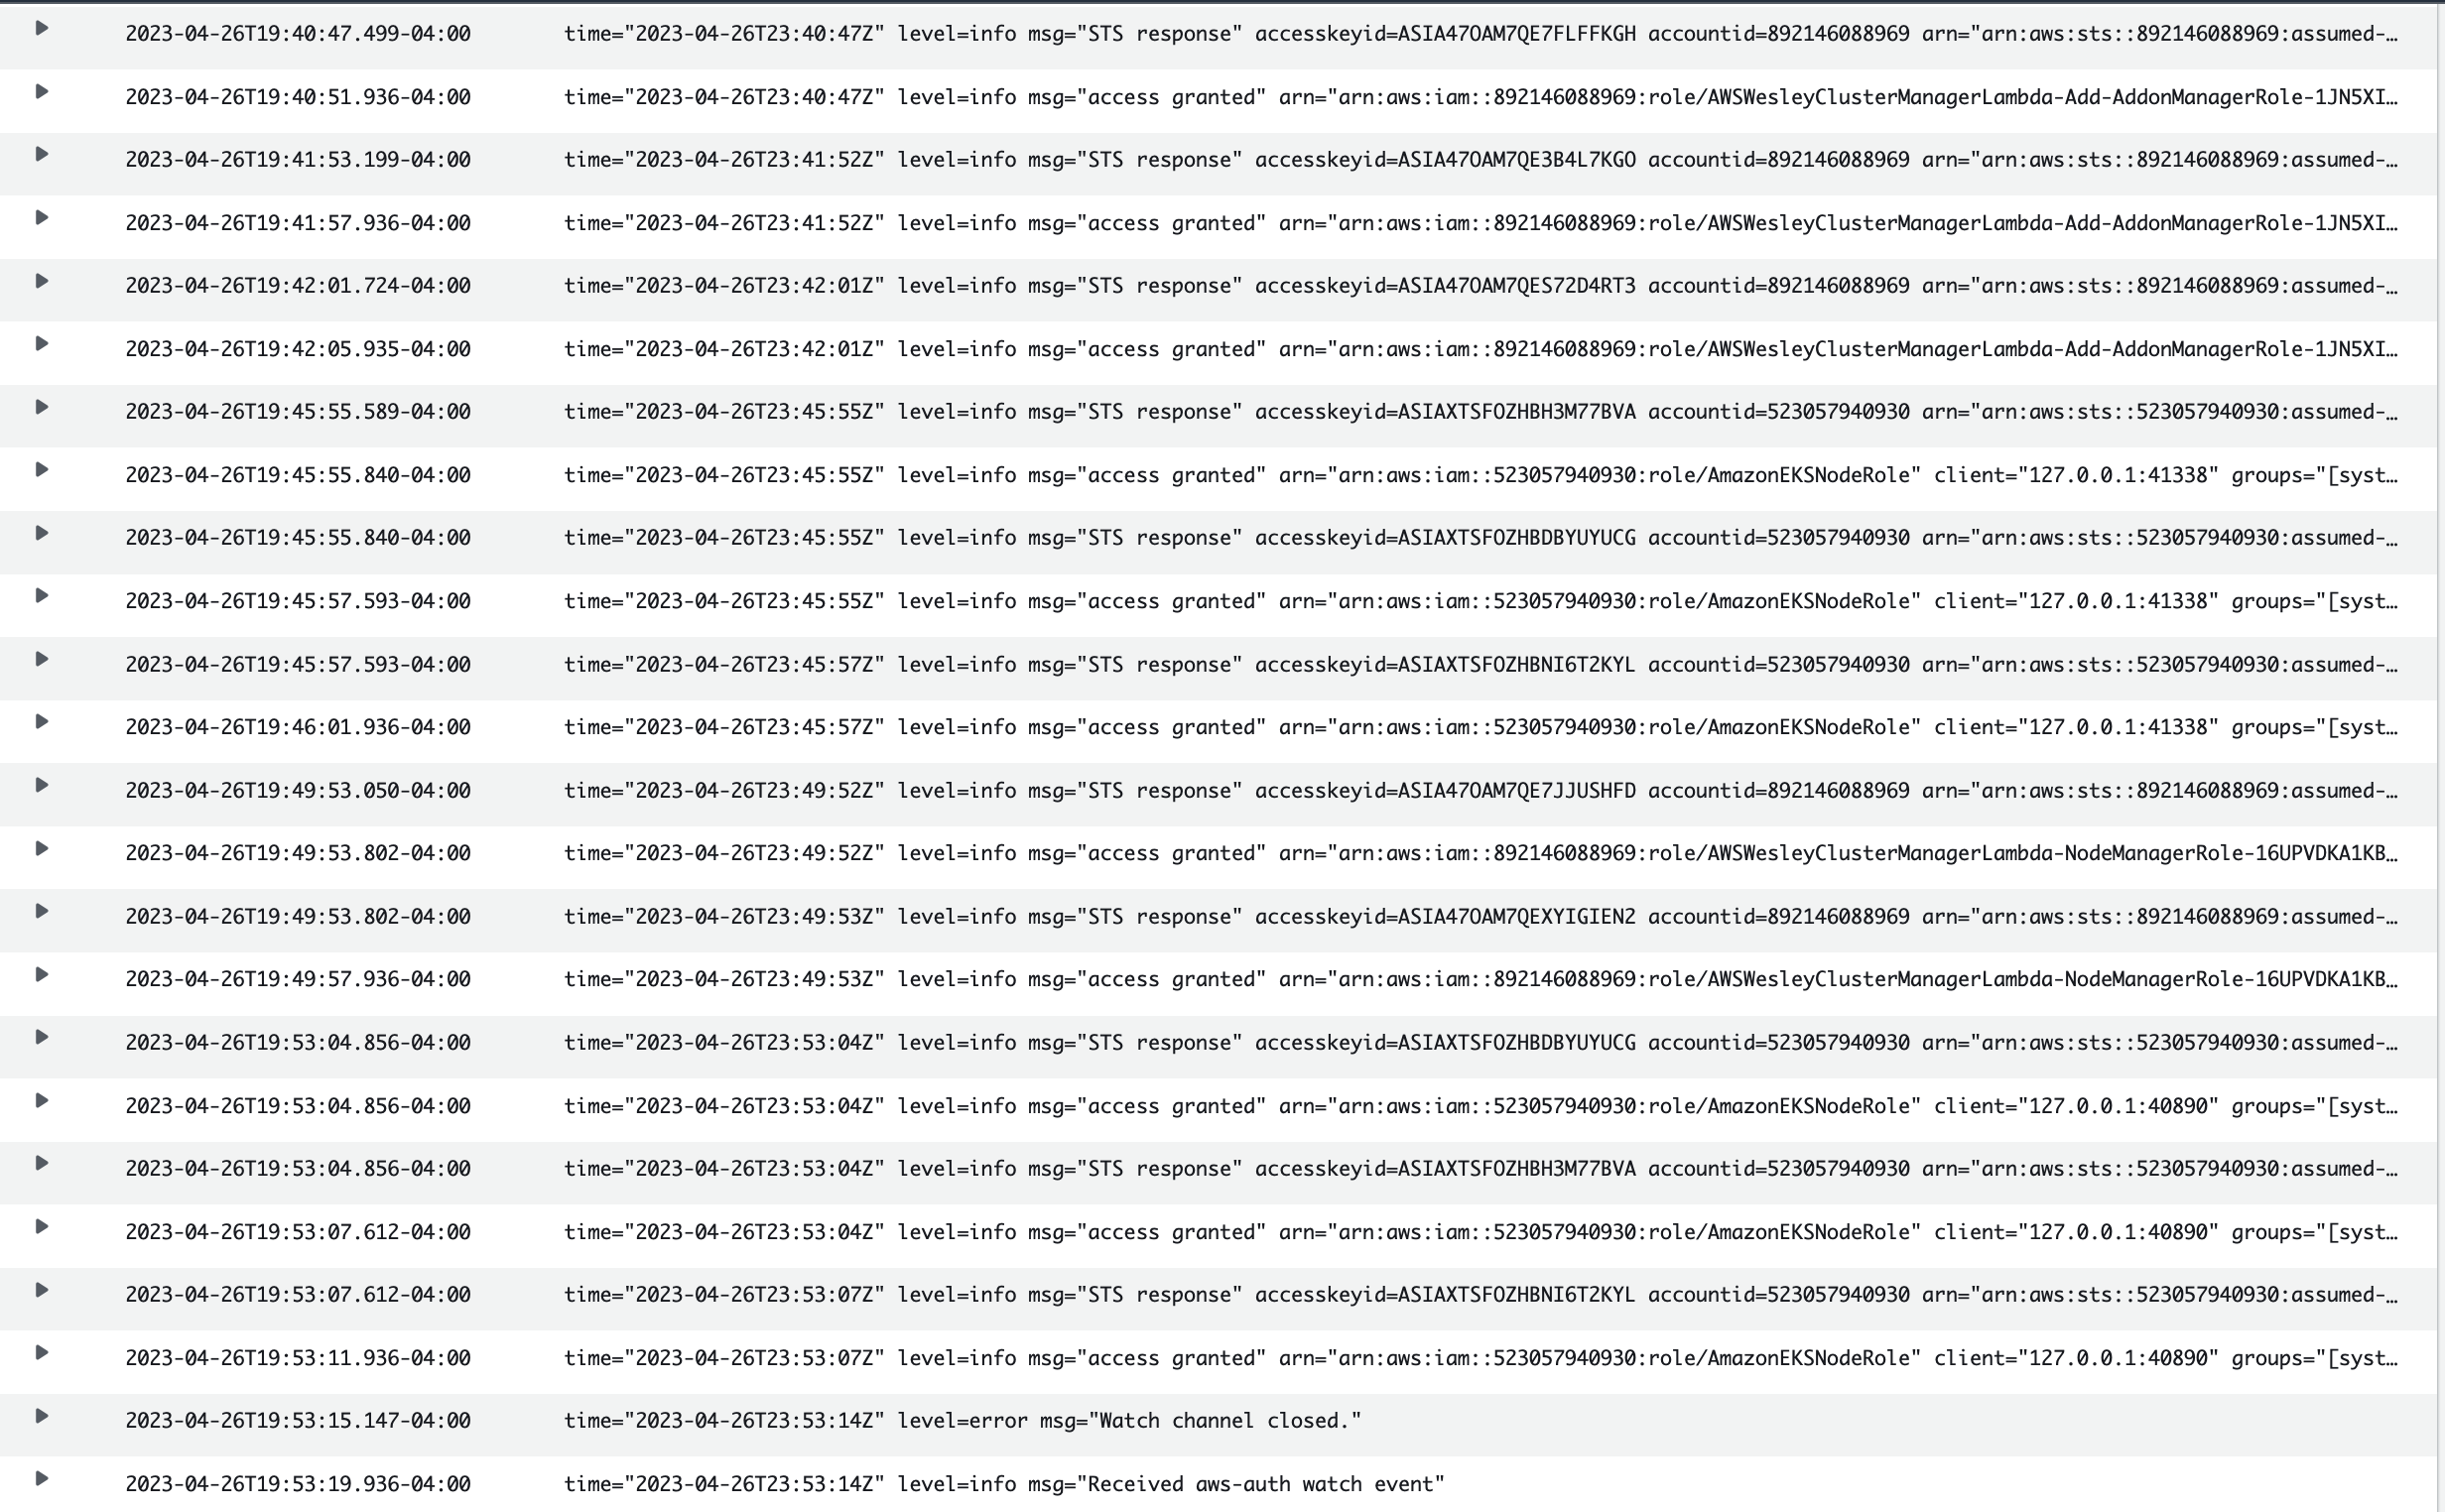 2023-04-26T19:40:47.499-04:00 time="2023-04-26T23:40:47Z" level=info msg="STS response" accesskeyid=ASIA47OAM7QE7FLFFKGH accountid=892146088969 arn="arn:aws:sts::892146088969:assumed-…
2023-04-26T19:40:51.936-04:00 time="2023-04-26T23:40:47Z" level=info msg="access granted" arn="arn:aws:iam::892146088969:role/AWSWesleyClusterManagerLambda-Add-AddonManagerRole-1JN5XI…
2023-04-26T19:41:53.199-04:00 time="2023-04-26T23:41:52Z" level=info msg="STS response" accesskeyid=ASIA47OAM7QE3B4L7KGO accountid=892146088969 arn="arn:aws:sts::892146088969:assumed-…
2023-04-26T19:41:57.936-04:00 time="2023-04-26T23:41:52Z" level=info msg="access granted" arn="arn:aws:iam::892146088969:role/AWSWesleyClusterManagerLambda-Add-AddonManagerRole-1JN5XI…
2023-04-26T19:42:01.724-04:00 time="2023-04-26T23:42:01Z" level=info msg="STS response" accesskeyid=ASIA47OAM7QES72D4RT3 accountid=892146088969 arn="arn:aws:sts::892146088969:assumed-…
2023-04-26T19:42:05.935-04:00 time="2023-04-26T23:42:01Z" level=info msg="access granted" arn="arn:aws:iam::892146088969:role/AWSWesleyClusterManagerLambda-Add-AddonManagerRole-1JN5XI…
2023-04-26T19:45:55.589-04:00 time="2023-04-26T23:45:55Z" level=info msg="STS response" accesskeyid=ASIAXTSFOZHBH3M77BVA accountid=523057940930 arn="arn:aws:sts::523057940930:assumed-…
2023-04-26T19:45:55.840-04:00 time="2023-04-26T23:45:55Z" level=info msg="access granted" arn="arn:aws:iam::523057940930:role/AmazonEKSNodeRole" client="127.0.0.1:41338" groups="[syst…
2023-04-26T19:45:55.840-04:00 time="2023-04-26T23:45:55Z" level=info msg="STS response" accesskeyid=ASIAXTSFOZHBDBYUYUCG accountid=523057940930 arn="arn:aws:sts::523057940930:assumed-…
2023-04-26T19:45:57.593-04:00 time="2023-04-26T23:45:55Z" level=info msg="access granted" arn="arn:aws:iam::523057940930:role/AmazonEKSNodeRole" client="127.0.0.1:41338" groups="[syst…
2023-04-26T19:45:57.593-04:00 time="2023-04-26T23:45:57Z" level=info msg="STS response" accesskeyid=ASIAXTSFOZHBNI6T2KYL accountid=523057940930 arn="arn:aws:sts::523057940930:assumed-…
2023-04-26T19:46:01.936-04:00 time="2023-04-26T23:45:57Z" level=info msg="access granted" arn="arn:aws:iam::523057940930:role/AmazonEKSNodeRole" client="127.0.0.1:41338" groups="[syst…
2023-04-26T19:49:53.050-04:00 time="2023-04-26T23:49:52Z" level=info msg="STS response" accesskeyid=ASIA47OAM7QE7JJUSHFD accountid=892146088969 arn="arn:aws:sts::892146088969:assumed-…
2023-04-26T19:49:53.802-04:00 time="2023-04-26T23:49:52Z" level=info msg="access granted" arn="arn:aws:iam::892146088969:role/AWSWesleyClusterManagerLambda-NodeManagerRole-16UPVDKA1KB…
2023-04-26T19:49:53.802-04:00 time="2023-04-26T23:49:53Z" level=info msg="STS response" accesskeyid=ASIA47OAM7QEXYIGIEN2 accountid=892146088969 arn="arn:aws:sts::892146088969:assumed-…
2023-04-26T19:49:57.936-04:00 time="2023-04-26T23:49:53Z" level=info msg="access granted" arn="arn:aws:iam::892146088969:role/AWSWesleyClusterManagerLambda-NodeManagerRole-16UPVDKA1KB…
2023-04-26T19:53:04.856-04:00 time="2023-04-26T23:53:04Z" level=info msg="STS response" accesskeyid=ASIAXTSFOZHBDBYUYUCG accountid=523057940930 arn="arn:aws:sts::523057940930:assumed-…
2023-04-26T19:53:04.856-04:00 time="2023-04-26T23:53:04Z" level=info msg="access granted" arn="arn:aws:iam::523057940930:role/AmazonEKSNodeRole" client="127.0.0.1:40890" groups="[syst…
2023-04-26T19:53:04.856-04:00 time="2023-04-26T23:53:04Z" level=info msg="STS response" accesskeyid=ASIAXTSFOZHBH3M77BVA accountid=523057940930 arn="arn:aws:sts::523057940930:assumed-…
2023-04-26T19:53:07.612-04:00 time="2023-04-26T23:53:04Z" level=info msg="access granted" arn="arn:aws:iam::523057940930:role/AmazonEKSNodeRole" client="127.0.0.1:40890" groups="[syst…
2023-04-26T19:53:07.612-04:00 time="2023-04-26T23:53:07Z" level=info msg="STS response" accesskeyid=ASIAXTSFOZHBNI6T2KYL accountid=523057940930 arn="arn:aws:sts::523057940930:assumed-…
2023-04-26T19:53:11.936-04:00 time="2023-04-26T23:53:07Z" level=info msg="access granted" arn="arn:aws:iam::523057940930:role/AmazonEKSNodeRole" client="127.0.0.1:40890" groups="[syst…
2023-04-26T19:53:15.147-04:00 time="2023-04-26T23:53:14Z" level=error msg="Watch channel closed."
2023-04-26T19:53:19.936-04:00 time="2023-04-26T23:53:14Z" level=info msg="Received aws-auth watch event"